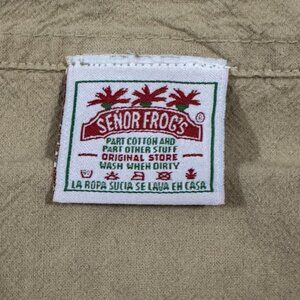 SEÑOR FROG'S
®
PART COTTON AND
PART OTHER STUFF
ORIGINAL STORE
WASH WHEN DIRTY
LA ROPA SUCIA SE LAVA EN CASA